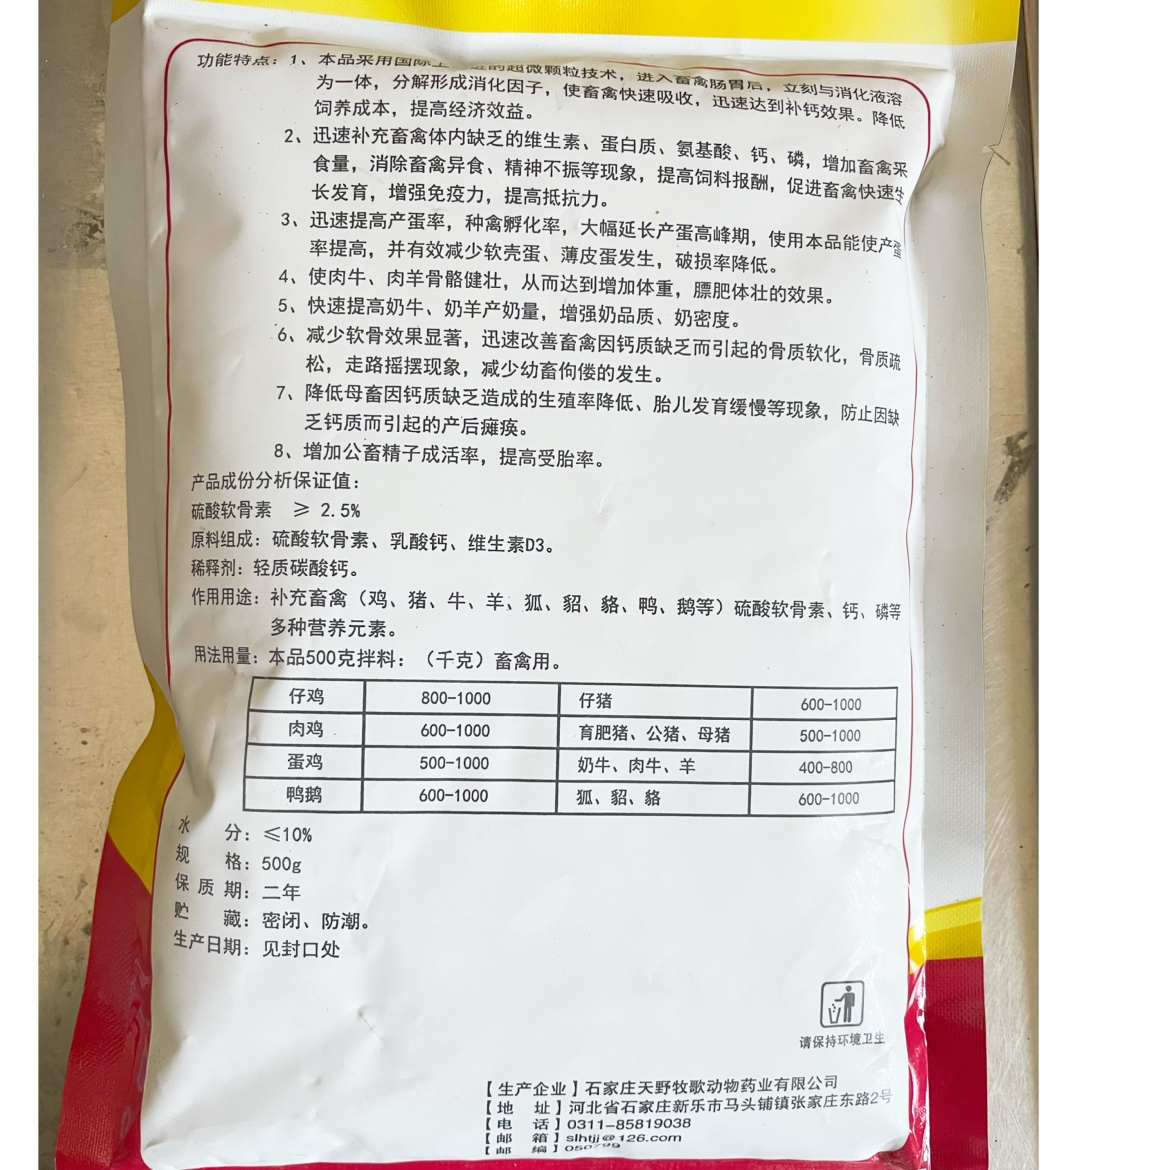 功能特点：1、本品采用国际 的超微颗粒技术，进入畜禽肠胃后，立刻与消化液溶
为一体，分解形成消化因子，使畜禽快速吸收，迅速达到补钙效果。降低
饲养成本，提高经济效益。
2、迅速补充畜禽体内缺乏的维生素、蛋白质、氨基酸、钙、磷，增加畜禽采
食量，消除畜禽异食、精神不振等现象，提高饲料报酬，促进畜禽快速生
长发育，增强免疫力，提高抵抗力。
3、迅速提高产蛋率，种禽孵化率，大幅延长产蛋高峰期，使用本品能使产蛋
率提高，并有效减少软壳蛋、薄皮蛋发生，破损率降低。
4、使肉牛、肉羊骨骼健壮，从而达到增加体重，膘肥体壮的效果。
5、快速提高奶牛、奶羊产奶量，增强奶品质、奶密度。
6、减少软骨效果显著，迅速改善畜禽因钙质缺乏而引起的骨质软化，骨质疏
松，走路摇摆现象，减少幼畜佝偻的发生。
7、降低母畜因钙质缺乏造成的生殖率降低、胎儿发育缓慢等现象，防止因缺
乏钙质而引起的产后瘫痪。
8、增加公畜精子成活率，提高受胎率。
产品成份分析保证值：
硫酸软骨素 ≥ 2.5%
原料组成：硫酸软骨素、乳酸钙、维生素D3。
稀释剂：轻质碳酸钙。
作用用途：补充畜禽（鸡、猪、牛、羊、狐、貂、貉、鸭、鹅等）硫酸软骨素、钙、磷等
多种营养元素。
用法用量：本品500克拌料：（千克）畜禽用。
仔鸡 800-1000 仔猪 600-1000
肉鸡 600-1000 育肥猪、公猪、母猪 500-1000
蛋鸡 500-1000 奶牛、肉牛、羊 400-800
鸭鹅 600-1000 狐、貂、貉 600-1000
水 分：≤10%
规 格：500g
保 质 期：二年
贮 藏：密闭、防潮。
生产日期：见封口处
请保持环境卫生
【生产企业】石家庄天野牧歌动物药业有限公司
【地 址】河北省石家庄新乐市马头铺镇张家庄东路2号
【电 话】0311-85819038
【邮 箱】slhtjj@126.com
【邮 编】